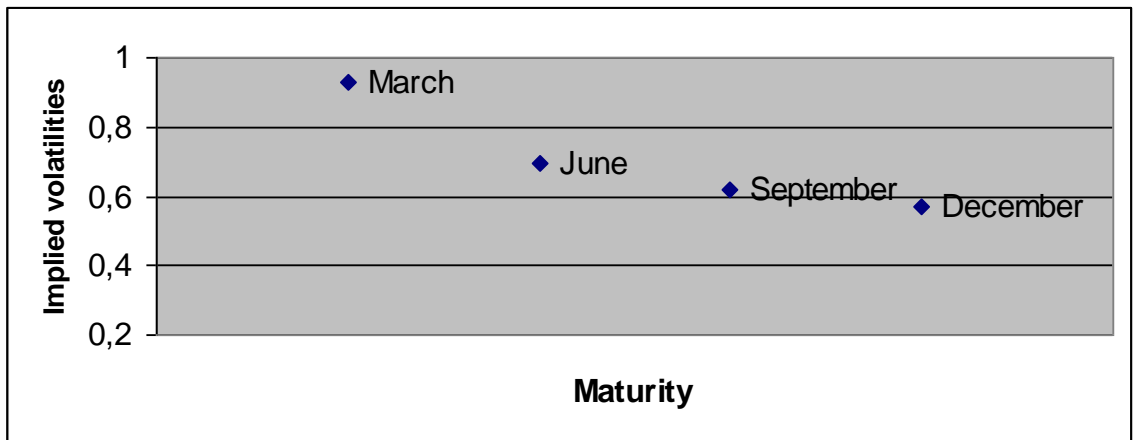 Implied volatilities
1
0,8
0,6
0,4
0,2
March
June
September
December
Maturity